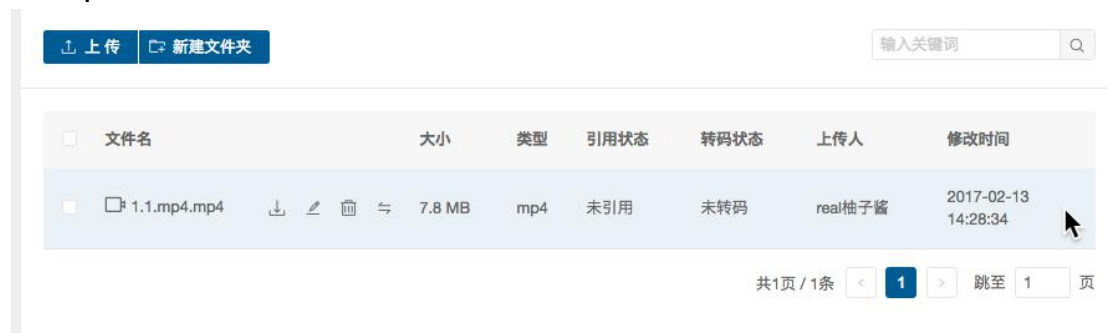 上传 新建文件夹 输入关键词
文件名 大小 类型 引用状态 转码状态 上传人 修改时间
1.1.mp4.mp4 7.8 MB mp4 未引用 未转码 real柚子酱 2017-02-13
14:28:34
共1页 / 1条 < 1 > 跳至 1 页